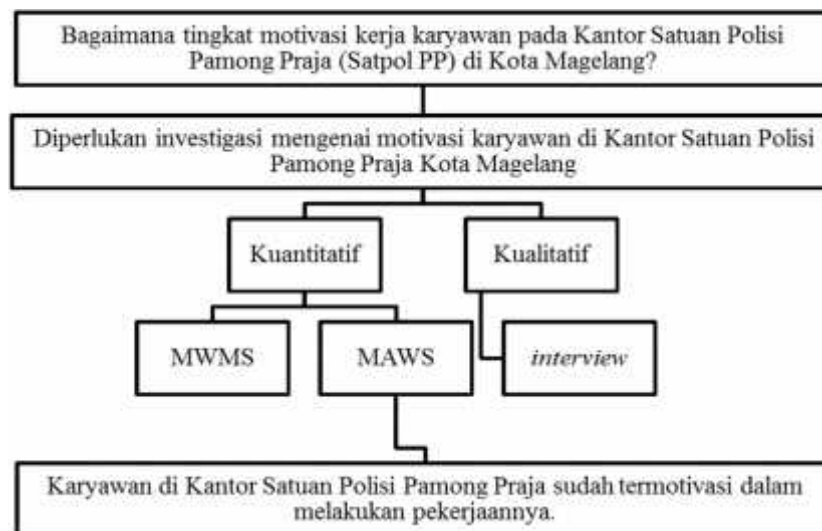 Bagaimana tingkat motivasi kerja karyawan pada Kantor Satuan Polisi
Pamong Praja (Satpol PP) di Kota Magelang?
Diperlukan investigasi mengenai motivasi karyawan di Kantor Satuan Polisi
Pamong Praja Kota Magelang
Kuantitatif
Kualitatif
MWMS
MAWS
interview
Karyawan di Kantor Satuan Polisi Pamong Praja sudah termotivasi dalam
melakukan pekerjaannya.